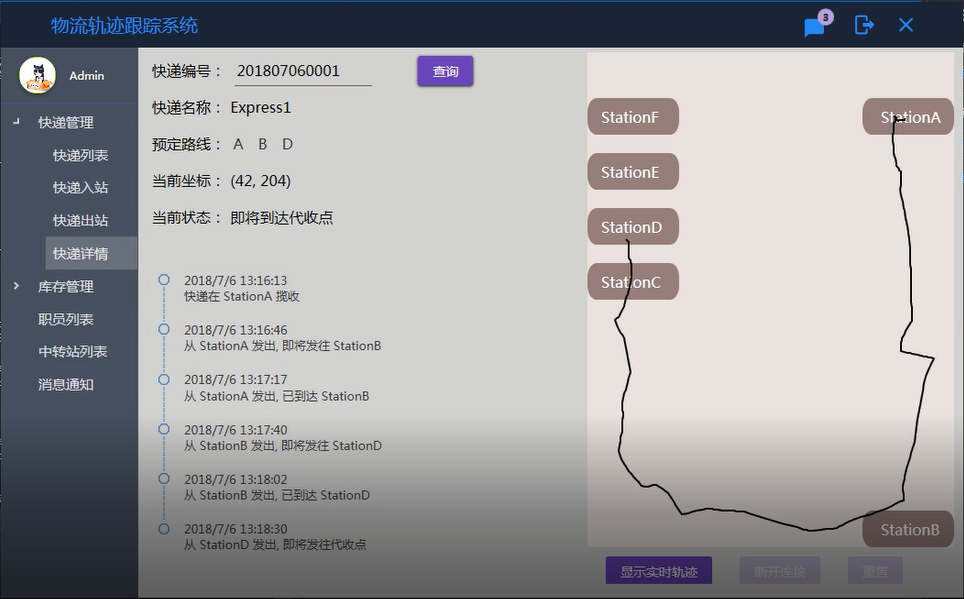 物流轨迹跟踪系统
3
Admin
快递管理
快递列表
快递入站
快递出站
快递详情
库存管理
职员列表
中转站列表
消息通知
快递编号： 201807060001 查询
快递名称： Express1
预定路线： A B D
当前坐标： (42, 204)
当前状态： 即将到达代收点
2018/7/6 13:16:13
快递在 StationA 揽收
2018/7/6 13:16:46
从 StationA 发出, 即将发往 StationB
2018/7/6 13:17:17
从 StationA 发出, 已到达 StationB
2018/7/6 13:17:40
从 StationB 发出, 即将发往 StationD
2018/7/6 13:18:02
从 StationB 发出, 已到达 StationD
2018/7/6 13:18:30
从 StationD 发出, 即将发往代收点
StationF
StationA
StationE
StationD
StationC
StationB
显示实时轨迹
断开连接
重置